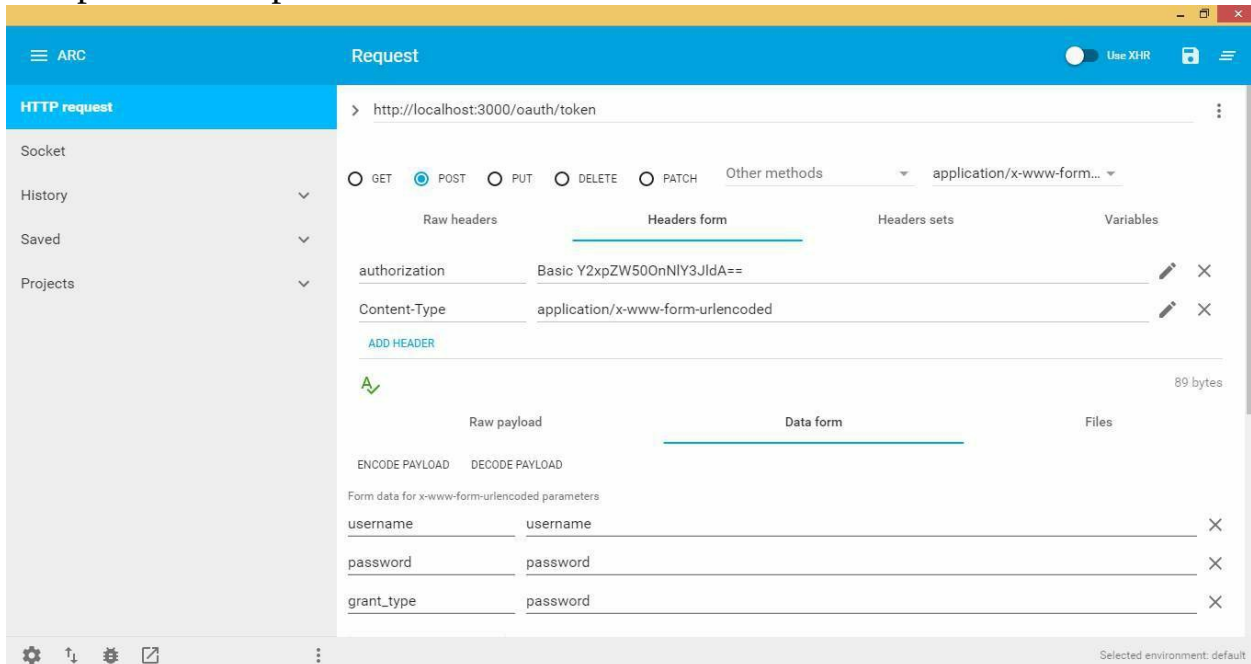 ARC
Request
Use XHR
HTTP request
http://localhost:3000/oauth/token
Socket
GET POST PUT DELETE PATCH Other methods application/x-www-form...
History
Raw headers Headers form Headers sets Variables
Saved
authorization Basic Y2xpZW50OnNlY3JldA==
Projects
Content-Type application/x-www-form-urlencoded
ADD HEADER
89 bytes
Raw payload Data form Files
ENCODE PAYLOAD DECODE PAYLOAD
Form data for x-www-form-urlencoded parameters
username username
password password
grant_type password
Selected environment: default